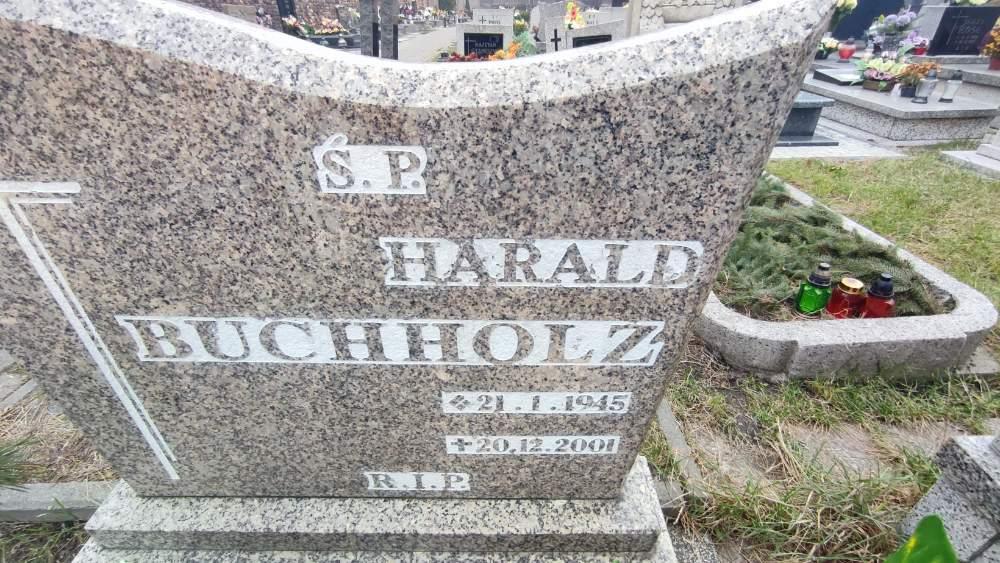 Ś. P.
HARALD
BUCHHOLZ
21. 1. 1945
✝20,12.2001
R.I.P.